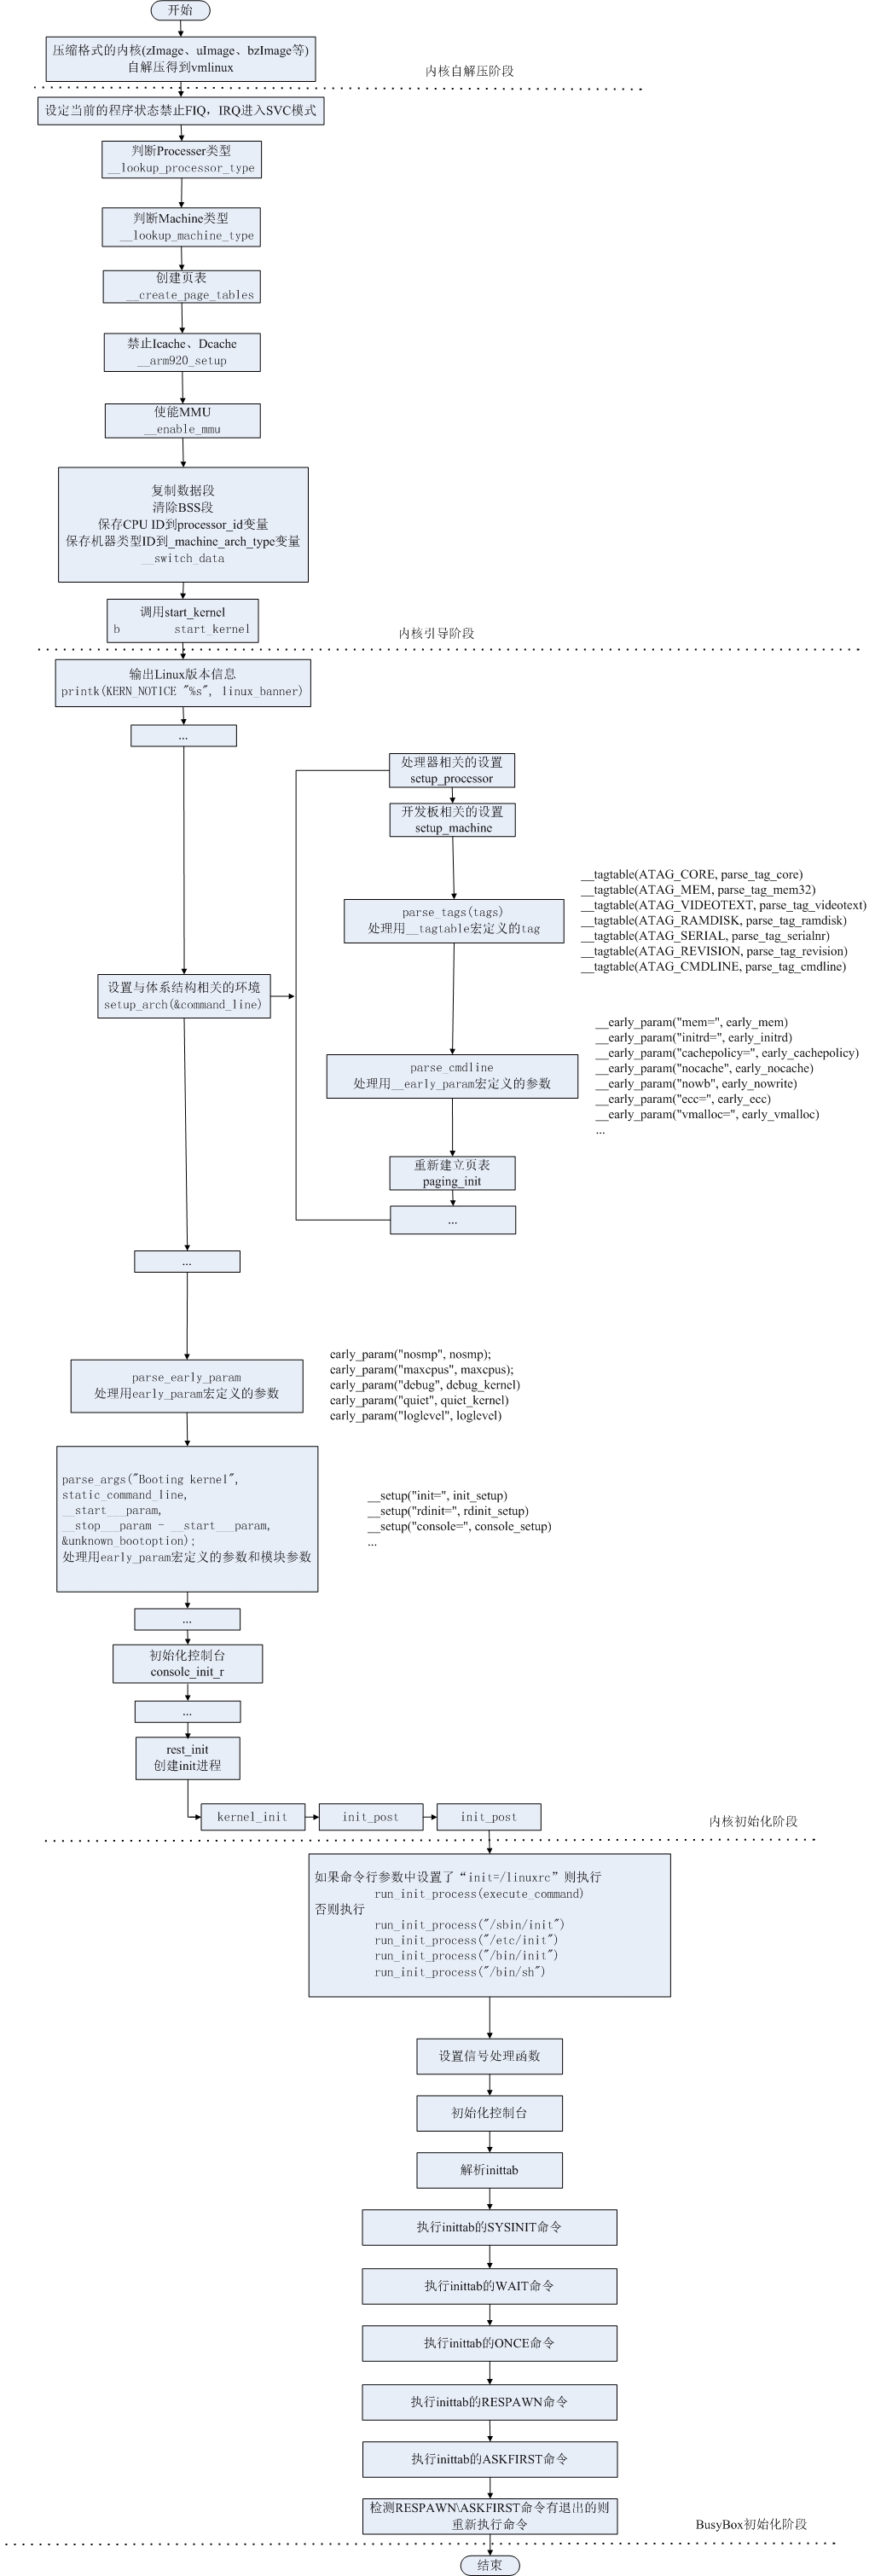 开始
压缩格式的内核(zImage、uImage、bzImage等)
自解压得到vmlinux
内核自解压阶段
设定当前的程序状态禁止FIQ，IRQ进入SVC模式
判断Processer类型
__lookup_processor_type
判断Machine类型
__lookup_machine_type
创建页表
__create_page_tables
禁止Icache、Dcache
__arm920_setup
使能MMU
__enable_mmu
复制数据段
清除BSS段
保存CPU ID到processor_id变量
保存机器类型ID到_machine_arch_type变量
__switch_data
调用start_kernel
b start_kernel
内核引导阶段
输出Linux版本信息
printk(KERN_NOTICE "%s", linux_banner)
...
处理器相关的设置
setup_processor
开发板相关的设置
setup_machine
parse_tags(tags)
处理用__tagtable宏定义的tag
__tagtable(ATAG_CORE, parse_tag_core)
__tagtable(ATAG_MEM, parse_tag_mem32)
__tagtable(ATAG_VIDEOTEXT, parse_tag_videotext)
__tagtable(ATAG_RAMDISK, parse_tag_ramdisk)
__tagtable(ATAG_SERIAL, parse_tag_serialnr)
__tagtable(ATAG_REVISION, parse_tag_revision)
__tagtable(ATAG_CMDLINE, parse_tag_cmdline)
设置与体系结构相关的环境
setup_arch(&command_line)
parse_cmdline
处理用__early_param宏定义的参数
__early_param("mem=", early_mem)
__early_param("initrd=", early_initrd)
__early_param("cachepolicy=", early_cachepolicy)
__early_param("nocache", early_nocache)
__early_param("nowb", early_nowrite)
__early_param("ecc=", early_ecc)
__early_param("vmalloc=", early_vmalloc)
...
重新建立页表
paging_init
...
...
parse_early_param
处理用early_param宏定义的参数
early_param("nosmp", nosmp);
early_param("maxcpus", maxcpus);
early_param("debug", debug_kernel)
early_param("quiet", quiet_kernel)
early_param("loglevel", loglevel)
parse_args("Booting kernel",
static_command_line,
__start___param,
__stop___param - __start___param,
&unknown_bootoption);
处理用early_param宏定义的参数和模块参数
__setup("init=", init_setup)
__setup("rdinit=", rdinit_setup)
__setup("console=", console_setup)
...
...
初始化控制台
console_init_r
...
rest_init
创建init进程
kernel_init
init_post
init_post
内核初始化阶段
如果命令行参数中设置了“init=/linuxrc”则执行
run_init_process(execute_command)
否则执行
run_init_process("/sbin/init")
run_init_process("/etc/init")
run_init_process("/bin/init")
run_init_process("/bin/sh")
设置信号处理函数
初始化控制台
解析inittab
执行inittab的SYSINIT命令
执行inittab的WAIT命令
执行inittab的ONCE命令
执行inittab的RESPAWN命令
执行inittab的ASKFIRST命令
检测RESPAWN\ASKFIRST命令有退出的则
重新执行命令
BusyBox初始化阶段
结束